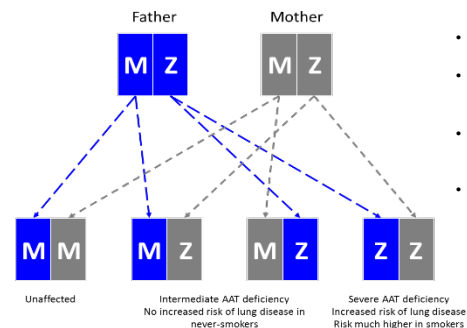 Father Mother
M Z M Z
M M M Z M Z Z Z
Unaffected
Intermediate AAT deficiency
No increased risk of lung disease in
never-smokers
Severe AAT deficiency
Increased risk of lung disease
Risk much higher in smokers